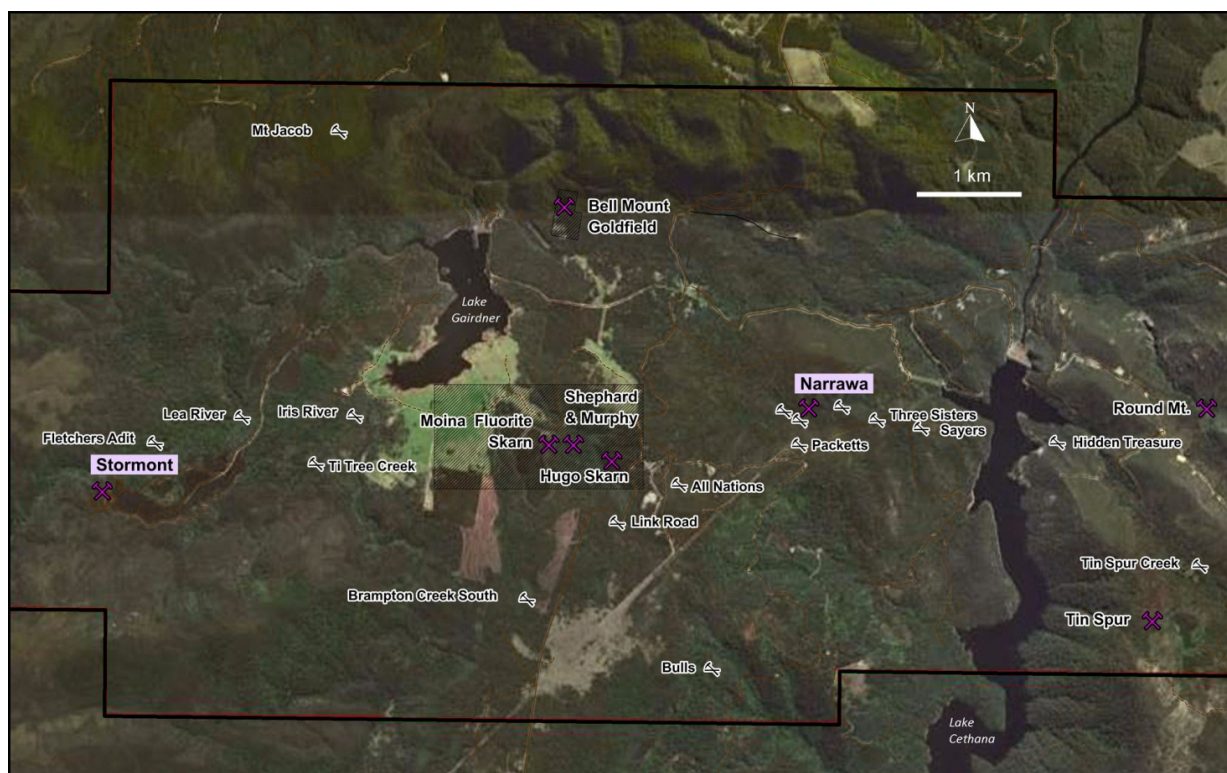 Mt Jacob
N
1 km
Bell Mount
Goldfield
Lake
Gairdner
Narrawa
Shephard
& Murphy
Round Mt.
Lea River
Iris River
Moina Fluorite
Skarn
Three Sisters
Sayers
Fletchers Adit
Packetts
Hidden Treasure
Stormont
Ti Tree Creek
Hugo Skarn
All Nations
Link Road
Tin Spur Creek
Brampton Creek South
Tin Spur
Bulls
Lake
Cethana